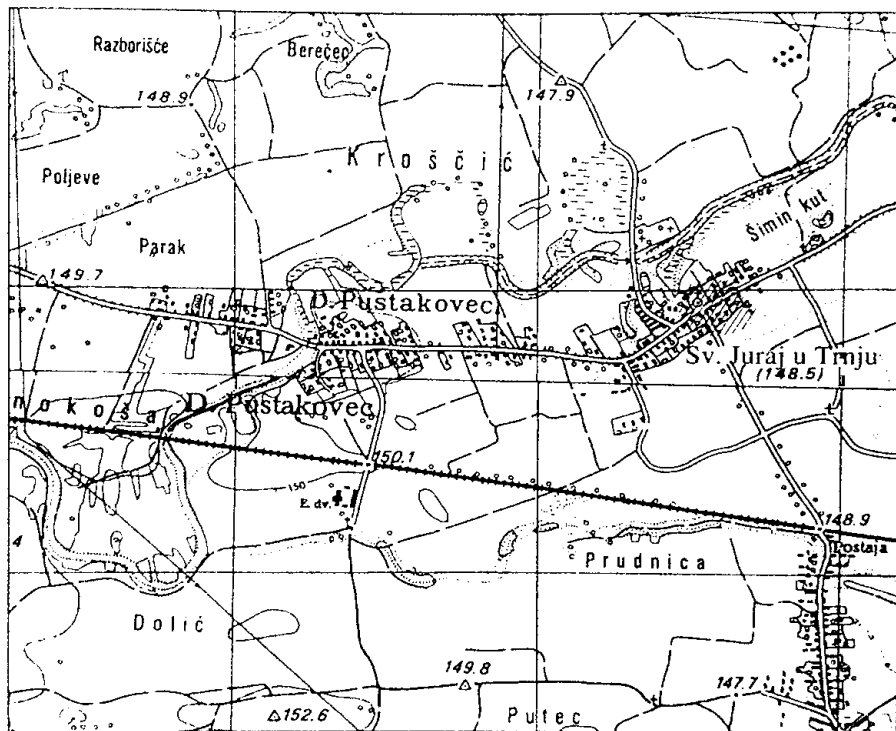 Razborišće
Berečec
148.9
147.9
Kroščić
Poljeve
Šimin kut
Parak
149.7
D. Pustakovec
Sv. Juraj u Trnju
(148.5)
nokoša
D. Pustakovec
150.1
150
E. dv.
148.9
4
Postaja
Prudnica
Dolić
149.8
147.7
152.6
Putec